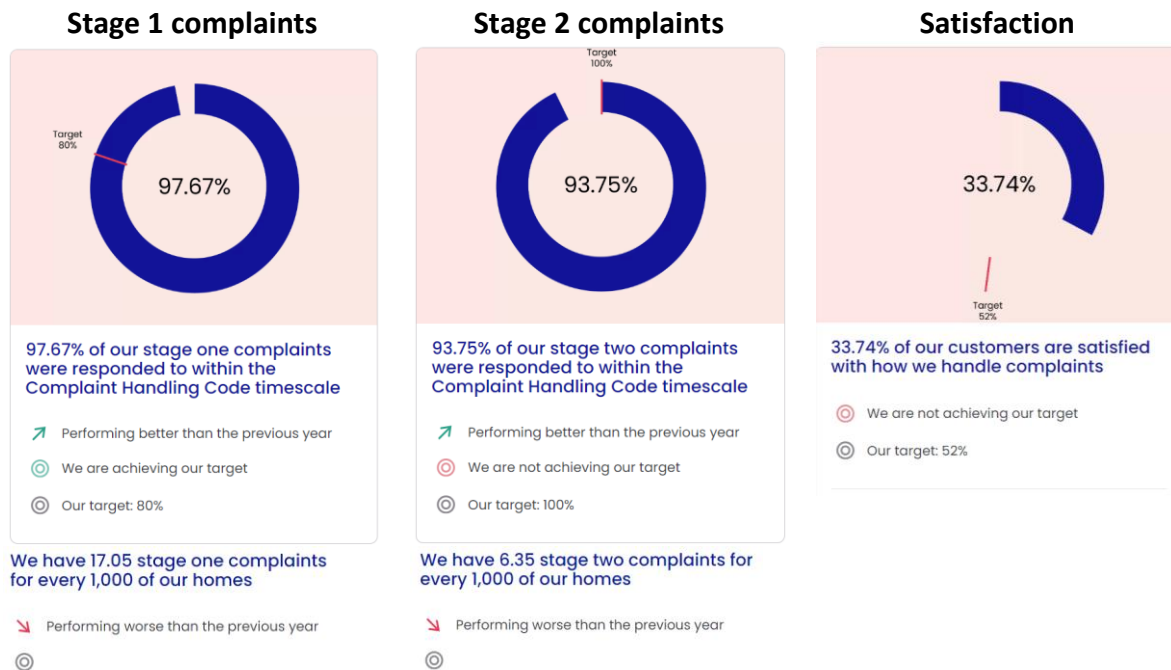 Stage 1 complaints
Target
80%
97.67%
97.67% of our stage one complaints
were responded to within the
Complaint Handling Code timescale
Performing better than the previous year
We are achieving our target
Our target: 80%
We have 17.05 stage one complaints
for every 1,000 of our homes
Performing worse than the previous year
Stage 2 complaints
Target
100%
93.75%
93.75% of our stage two complaints
were responded to within the
Complaint Handling Code timescale
Performing better than the previous year
We are not achieving our target
Our target: 100%
We have 6.35 stage two complaints for
every 1,000 of our homes
Performing worse than the previous year
Satisfaction
33.74%
Target
52%
33.74% of our customers are satisfied
with how we handle complaints
We are not achieving our target
Our target: 52%